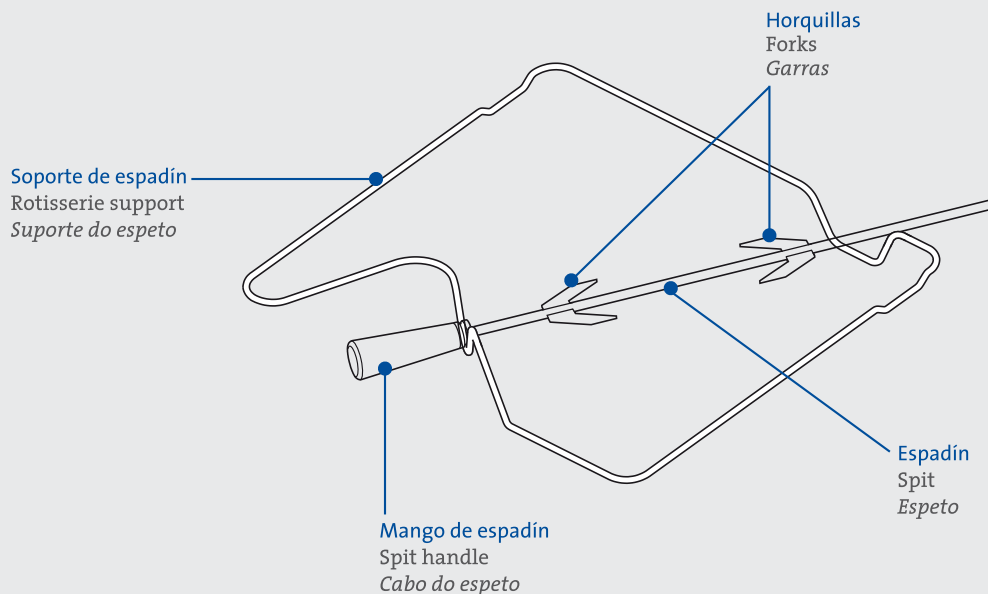 Horquillas
Forks
Garras
Soporte de espadín
Rotisserie support
Suporte do espeto
Espadín
Spit
Espeto
Mango de espadín
Spit handle
Cabo do espeto